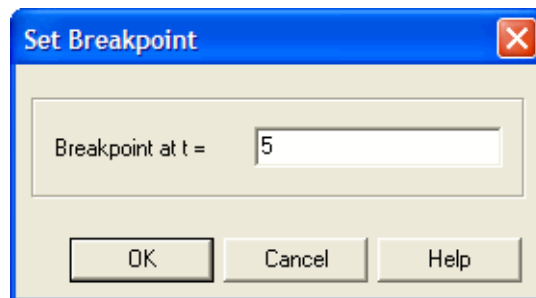 Set Breakpoint
Breakpoint at t = 5
OK Cancel Help